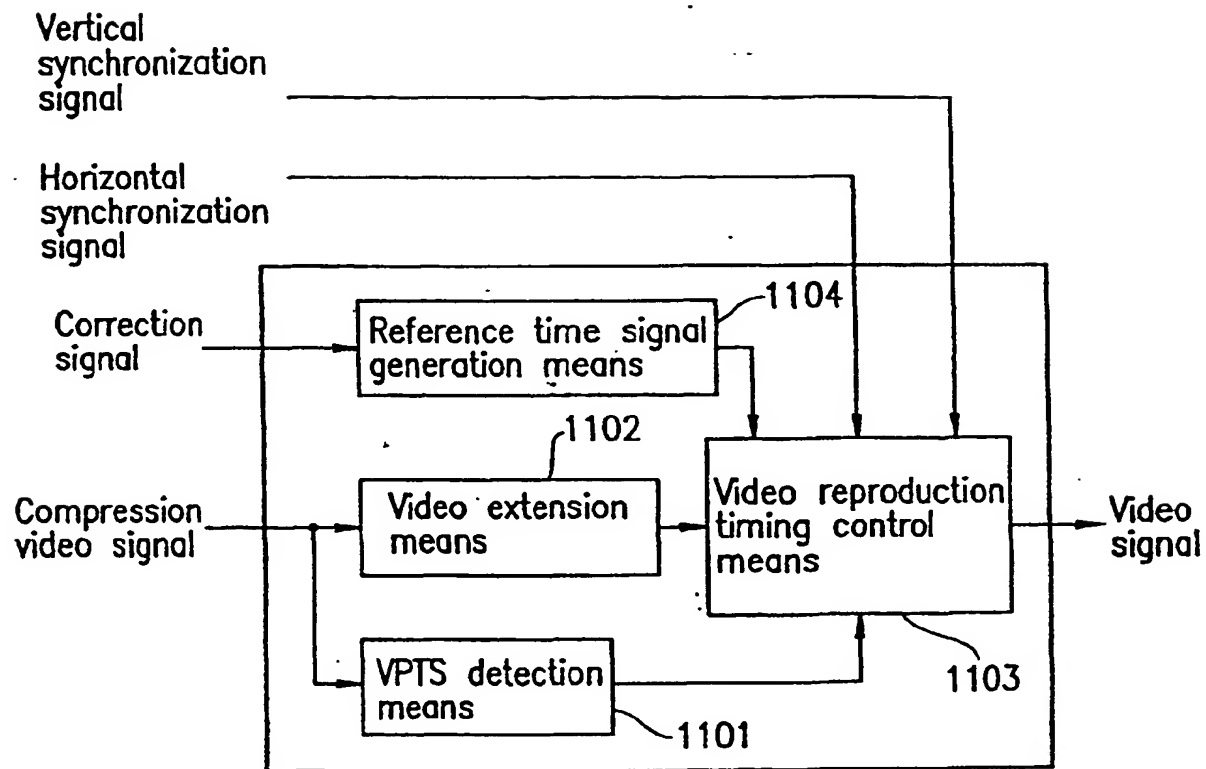 Vertical
synchronization
signal
Horizontal
synchronization
signal
1104
Correction
signal
Reference time signal
generation means
1102
Compression
video signal
Video extension
means
Video reproduction
timing control
means
Video
signal
VPTS detection
means
1103
1101